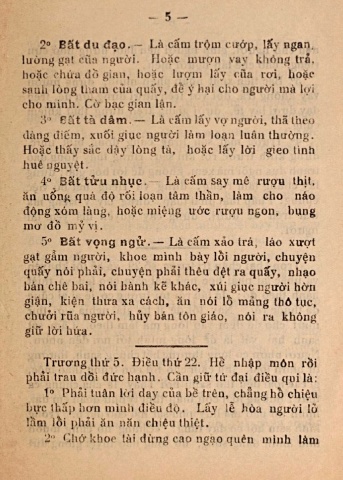 — 5 —
2º Bất du đạo. — Là cấm trộm cướp, lấy ngan,
lường gạt của người. Hoặc mượn vay không trả,
hoặc chứa đồ gian, hoặc lượm lấy của rơi, hoặc
sanh lòng tham của quấy, để ý hại cho người mà lợi
cho mình. Cờ bạc gian lận.
3º Bất tà dâm. — Là cấm lấy vợ người, thả theo
dàng điếm, xuối giục người làm loạn luân thường.
Hoặc thấy sắc dậy lòng tà, hoặc lấy lời gieo tình
huê nguyệt.
4º Bất tửu nhục. — Là cấm say mê rượu thịt,
ăn uống quá độ rối loạn tâm thần, làm cho náo
động xóm làng, hoặc miệng ước rượu ngon, bụng
mơ đồ mỹ vị.
5º Bất vọng ngử. — Là cấm xảo trá, láo xượt
gạt gẫm người, khoe mình bày lỗi người, chuyện
quấy nói phải, chuyện phải thêu dệt ra quấy, nhạo
bán chê bai, nói hành kẻ khác, xúi giục người hờn
giận, kiện thưa xa cách, ăn nói lỗ mãng thô tục,
chưởi rũa người, hủy bán tôn giáo, nói ra không
giữ lời hứa.
Trương thứ 5. Điều thứ 22. Hễ nhập môn rồi
phải trau dồi đức hạnh. Cần giữ tứ đại điều qui là:
1º Phải tuân lời dạy của bề trên, chẳng hổ chiệu
bực thấp hơn mình điều độ. Lấy lễ hòa người lỡ
lầm lỗi phải ăn năn chiệu thiệt.
2º Chớ khoe tài đừng cao ngạo quên mình làm